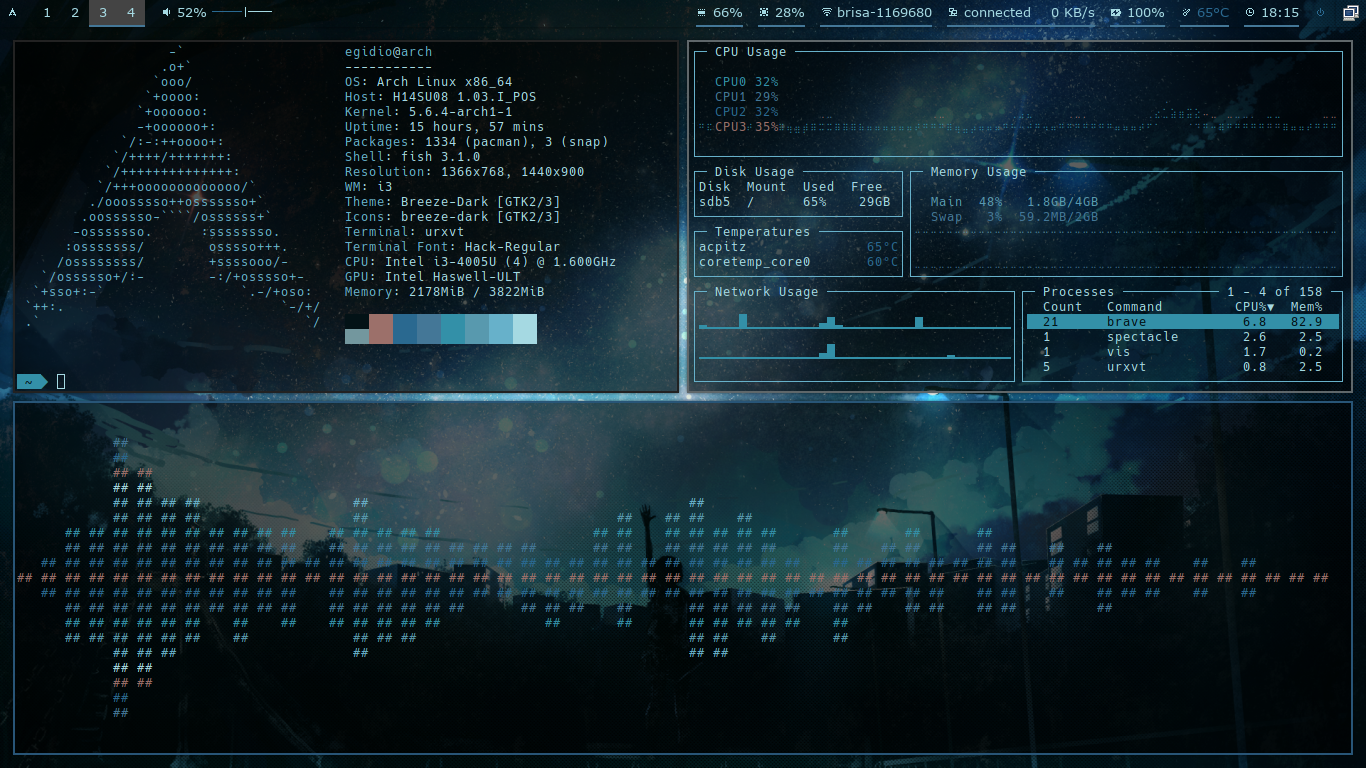 1 2 3 4 52% 66% 28% brisa-1169680 connected 0 KB/s 100% 65°C 18:15
egidio@arch
-----------
OS: Arch Linux x86_64
Host: H14SU08 1.03.I_POS
Kernel: 5.6.4-arch1-1
Uptime: 15 hours, 57 mins
Packages: 1334 (pacman), 3 (snap)
Shell: fish 3.1.0
Resolution: 1366x768, 1440x900
WM: i3
Theme: Breeze-Dark [GTK2/3]
Icons: breeze-dark [GTK2/3]
Terminal: urxvt
Terminal Font: Hack-Regular
CPU: Intel i3-4005U (4) @ 1.600GHz
GPU: Intel Haswell-ULT
Memory: 2178MiB / 3822MiB
~
CPU Usage
CPU0 32%
CPU1 29%
CPU2 32%
CPU3 35%
Disk Usage
Disk Mount Used Free
sdb5 / 65% 29GB
Memory Usage
Main 48% 1.8GB/4GB
Swap 3% 59.2MB/2GB
Temperatures
acpitz 65°C
coretemp_core0 60°C
Network Usage
Processes 1 - 4 of 158
Count Command CPU%▼ Mem%
21 brave 6.8 82.9
1 spectacle 2.6 2.5
1 vis 1.7 0.2
5 urxvt 0.8 2.5